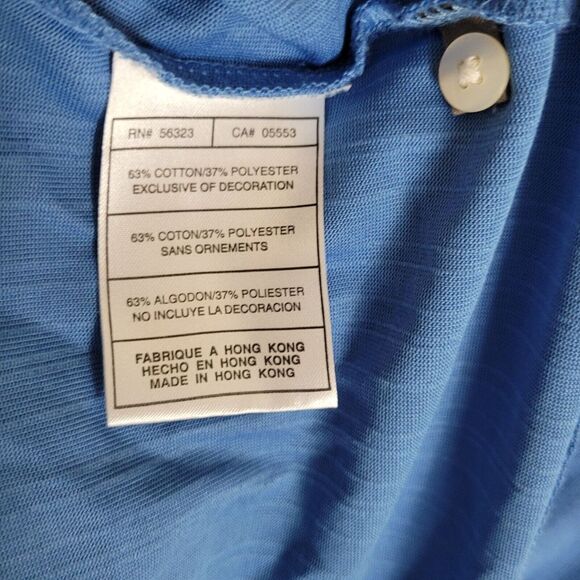 RN# 56323 CA# 05553
63% COTTON/37% POLYESTER
EXCLUSIVE OF DECORATION
63% COTON/37% POLYESTER
SANS ORNEMENTS
63% ALGODON/37% POLIESTER
NO INCLUYE LA DECORACION
FABRIQUE A HONG KONG
HECHO EN HONG KONG
MADE IN HONG KONG